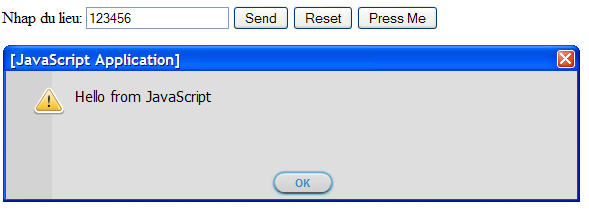 Nhap du lieu: 123456 Send Reset Press Me
[JavaScript Application]
Hello from JavaScript
OK